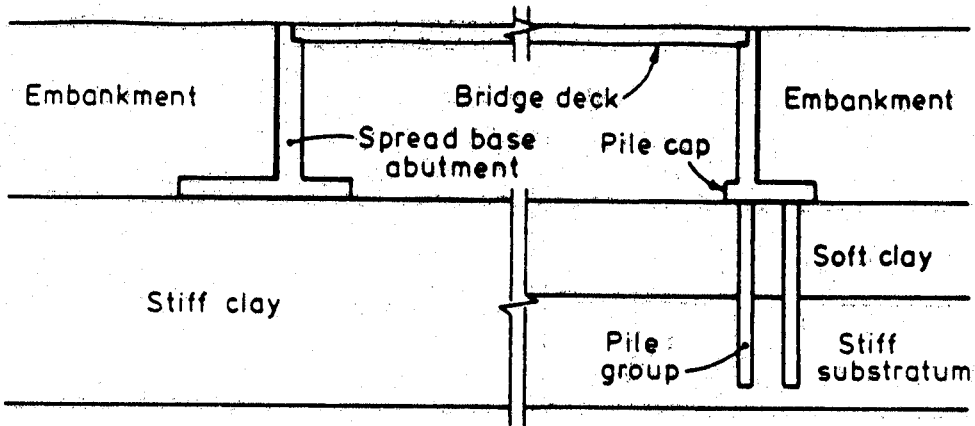 Embankment
Bridge deck
Embankment
Spread base
abutment
Pile cap
Soft clay
Stiff clay
Pile
group
Stiff
substratum